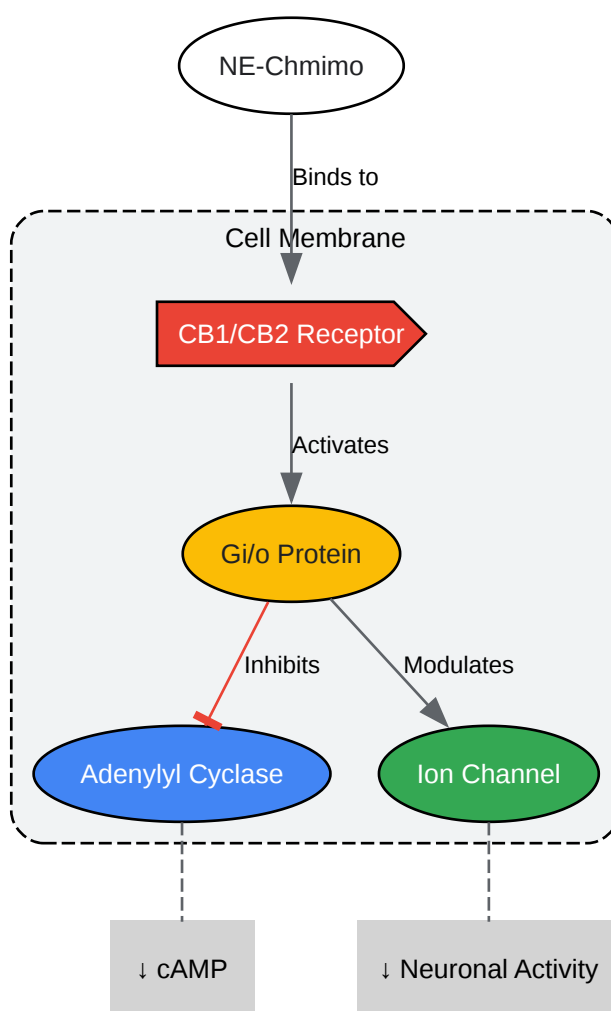 NE-Chmimo
Binds to
Cell Membrane
CB1/CB2 Receptor
Activates
Gi/o Protein
Inhibits
Modulates
Adenylyl Cyclase
Ion Channel
↓ cAMP
↓ Neuronal Activity